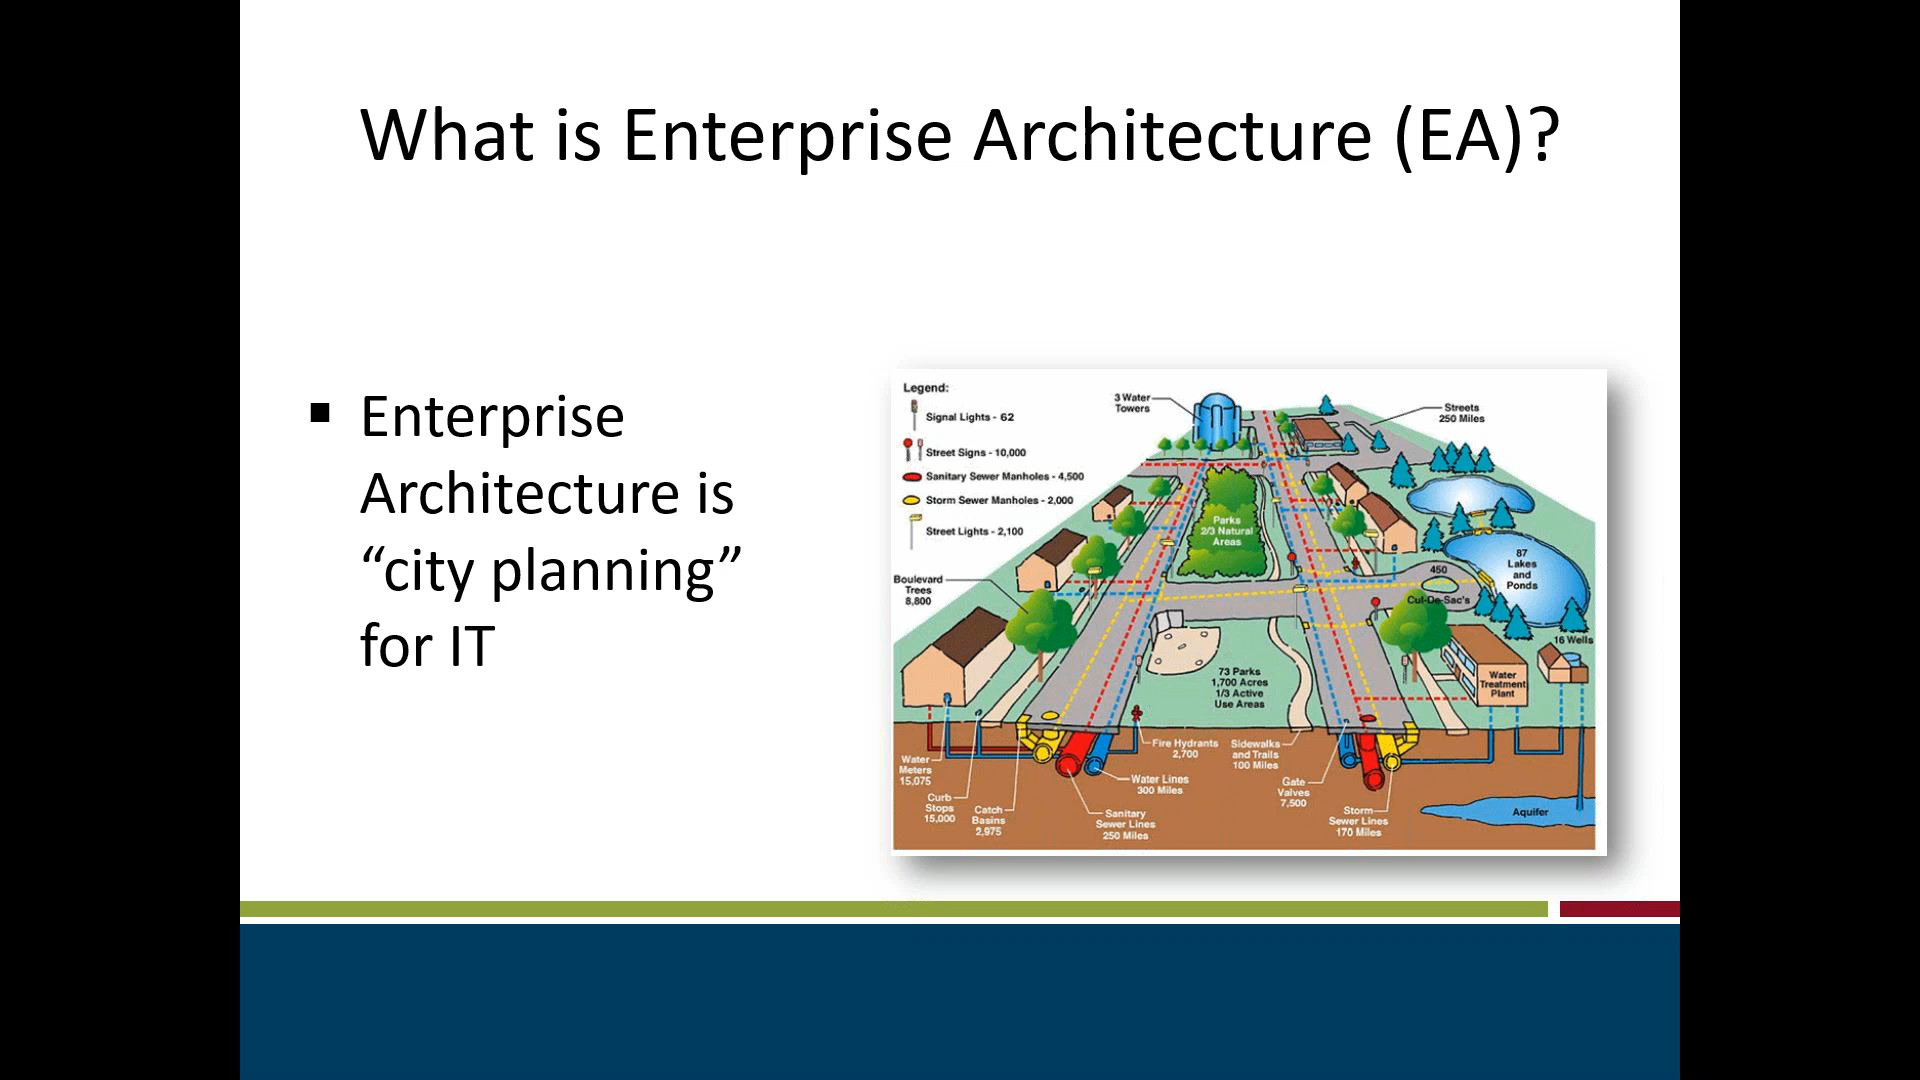 What is Enterprise Architecture (EA)?
▪ Enterprise
Architecture is
“city planning”
for IT
Legend:
Signal Lights - 62
Street Signs - 10,000
Sanitary Sewer Manholes - 4,500
Storm Sewer Manholes - 2,000
Street Lights - 2,100
3 Water
Towers
Streets
250 Miles
Parks
2/3 Natural
Areas
87
Lakes
and
Ponds
450
Cul-De-Sac's
Boulevard
Trees
8,800
16 Wells
Water
Treatment
Plant
73 Parks
1,700 Acres
1/3 Active
Use Areas
Water
Meters
15,075
Curb
Stops
15,000
Catch
Basins
2,975
Fire Hydrants
2,700
Water Lines
300 Miles
Sanitary
Sewer Lines
250 Miles
Sidewalks
and Trails
100 Miles
Gate
Valves
7,500
Storm
Sewer Lines
170 Miles
Aquifer